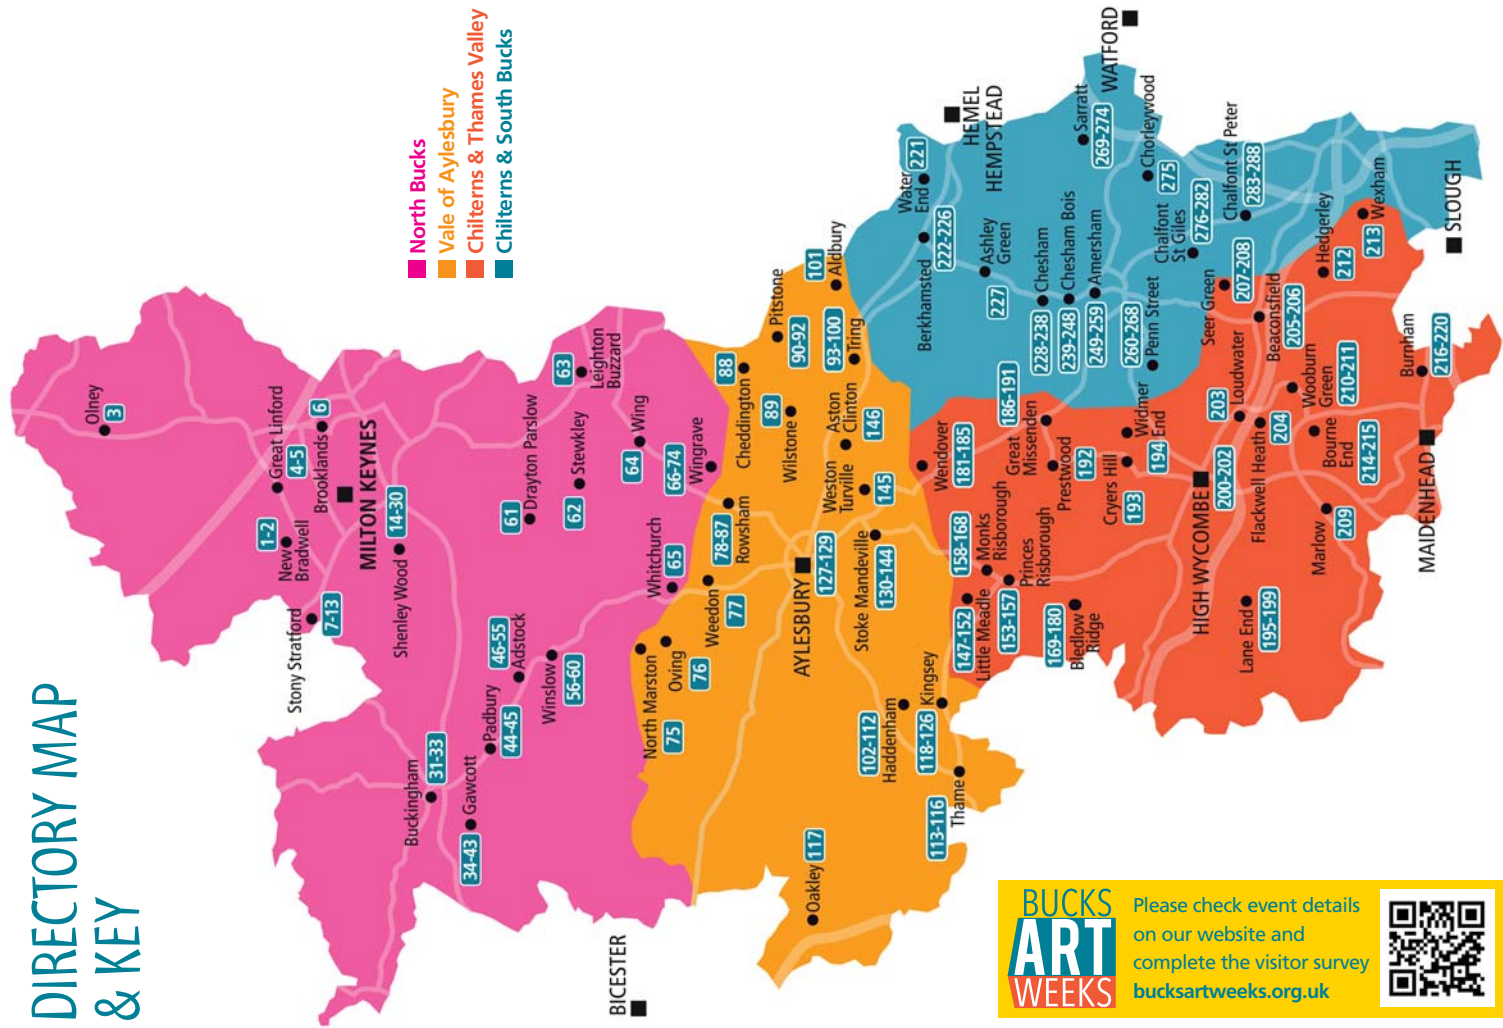 DIRECTORY MAP
& KEY
North Bucks
Vale of Aylesbury
Chilterns & Thames Valley
Chilterns & South Bucks
Olney
3
Great Linford
4-5
Brooklands
6
New
Bradwell
1-2
MILTON KEYNES
Stony Stratford
7-13
Shenley Wood
14-30
Buckingham
31-33
Gawcott
34-43
Padbury
44-45
Adstock
46-55
Winslow
56-60
Drayton Parslow
61
Stewkley
62
Leighton
Buzzard
63
Wing
64
Whitchurch
65
Wingrave
66-74
BICESTER
North Marston
75
Oving
76
Weedon
77
Rowsham
78-87
Cheddington
88
Wilstone
89
Pitstone
90-92
Tring
93-100
Aldbury
101
Haddenham
102-112
Thame
113-116
Oakley
117
Kingsey
118-126
AYLESBURY
127-129
Stoke Mandeville
130-144
Weston
Turville
145
Aston
Clinton
146
Little Meadle
147-152
Princes
Risborough
153-157
Monks
Risborough
158-168
Bledlow
Ridge
169-180
Wendover
181-185
Great
Missenden
186-191
Prestwood
192
Cryers Hill
193
Widmer
End
194
Lane End
195-199
HIGH WYCOMBE
200-202
Loudwater
203
Flackwell Heath
204
Beaconsfield
205-206
Seer Green
207-208
Marlow
209
Wooburn
Green
210-211
Hedgerley
212
Wexham
213
Bourne
End
214-215
Burnham
216-220
MAIDENHEAD
SLOUGH
Water
End
221
Berkhamsted
222-226
Ashley
Green
227
Chesham
228-238
Chesham Bois
239-248
Amersham
249-259
Penn Street
260-268
Sarratt
269-274
Chorleywood
275
Chalfont
St Giles
276-282
Chalfont St Peter
283-288
HEMEL
HEMPSTEAD
WATFORD
BUCKS
ART
WEEKS
Please check event details
on our website and
complete the visitor survey
bucksartweeks.org.uk